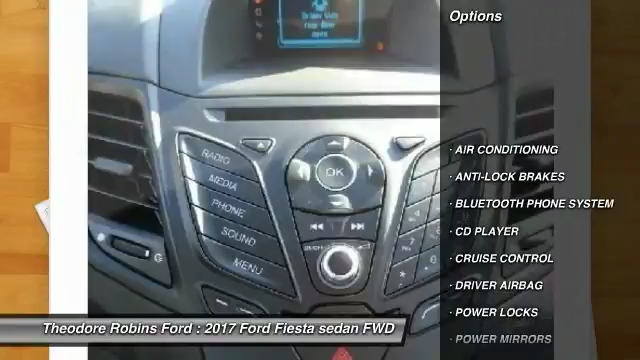 Options
· AIR CONDITIONING
· ANTI-LOCK BRAKES
· BLUETOOTH PHONE SYSTEM
· CD PLAYER
· CRUISE CONTROL
· DRIVER AIRBAG
· POWER LOCKS
· POWER MIRRORS
RADIO
MEDIA
PHONE
SOUND
MENU
OK
Theodore Robins Ford : 2017 Ford Fiesta sedan FWD